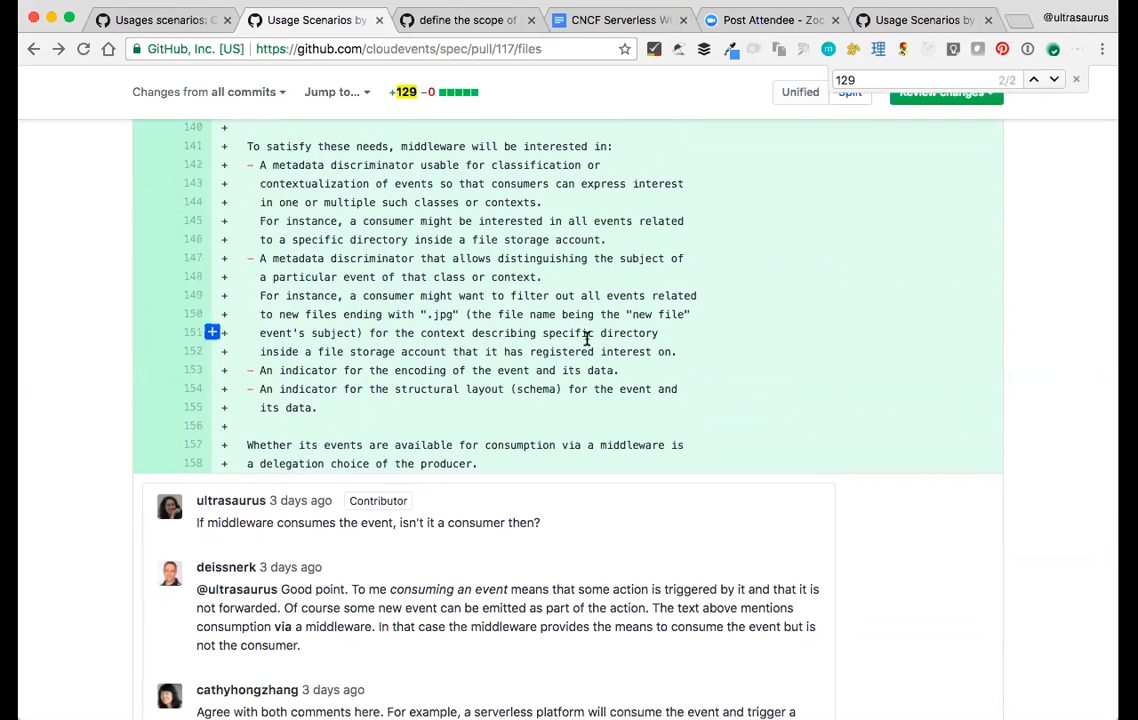 Usages scenarios: C
Usage Scenarios by
define the scope of
CNCF Serverless W
Post Attendee - Zoo
Usage Scenarios by
@ultrasaurus
GitHub, Inc. [US] https://github.com/cloudevents/spec/pull/117/files
129 2/2
Changes from all commits Jump to... +129 −0 Unified Split Review changes
140 +
141 + To satisfy these needs, middleware will be interested in:
142 + - A metadata discriminator usable for classification or
143 + contextualization of events so that consumers can express interest
144 + in one or multiple such classes or contexts.
145 + For instance, a consumer might be interested in all events related
146 + to a specific directory inside a file storage account.
147 + - A metadata discriminator that allows distinguishing the subject of
148 + a particular event of that class or context.
149 + For instance, a consumer might want to filter out all events related
150 + to new files ending with ".jpg" (the file name being the "new file"
151 + event's subject) for the context describing specific directory
152 + inside a file storage account that it has registered interest on.
153 + - An indicator for the encoding of the event and its data.
154 + - An indicator for the structural layout (schema) for the event and
155 + its data.
156 +
157 + Whether its events are available for consumption via a middleware is
158 + a delegation choice of the producer.
ultrasaurus 3 days ago Contributor
If middleware consumes the event, isn't it a consumer then?
deissnerk 3 days ago
@ultrasaurus Good point. To me consuming an event means that some action is triggered by it and that it is
not forwarded. Of course some new event can be emitted as part of the action. The text above mentions
consumption via a middleware. In that case the middleware provides the means to consume the event but is
not the consumer.
cathyhongzhang 3 days ago
Agree with both comments here. For example, a serverless platform will consume the event and trigger a